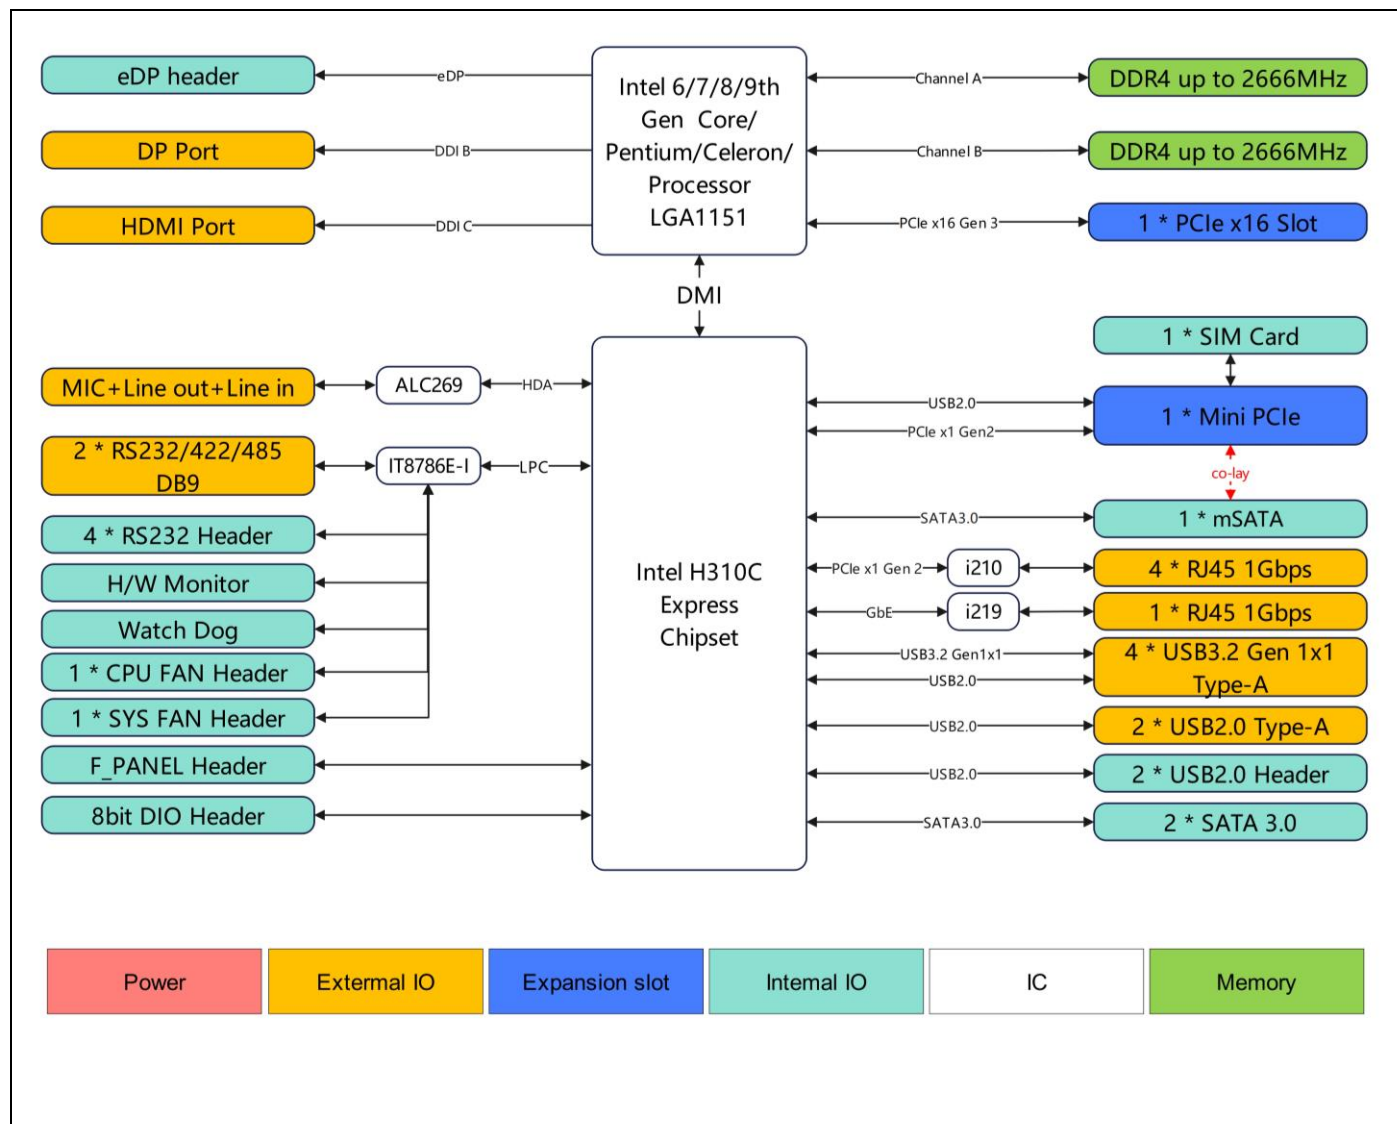 eDP header
eDP
DP Port
DDI B
HDMI Port
DDI C
Intel 6/7/8/9th
Gen Core/
Pentium/Celeron/
Processor
LGA1151
Channel A
DDR4 up to 2666MHz
Channel B
DDR4 up to 2666MHz
PCIe x16 Gen 3
1 * PCIe x16 Slot
DMI
MIC+Line out+Line in
ALC269
HDA
2 * RS232/422/485
DB9
IT8786E-I
LPC
4 * RS232 Header
H/W Monitor
Watch Dog
1 * CPU FAN Header
1 * SYS FAN Header
F_PANEL Header
8bit DIO Header
Intel H310C
Express
Chipset
1 * SIM Card
USB2.0
PCIe x1 Gen2
1 * Mini PCIe
co-lay
SATA3.0
1 * mSATA
PCIe x1 Gen 2
i210
4 * RJ45 1Gbps
GbE
i219
1 * RJ45 1Gbps
USB3.2 Gen1x1
USB2.0
4 * USB3.2 Gen 1x1
Type-A
USB2.0
2 * USB2.0 Type-A
USB2.0
2 * USB2.0 Header
SATA3.0
2 * SATA 3.0
Power
Extermal IO
Expansion slot
Intemal IO
IC
Memory